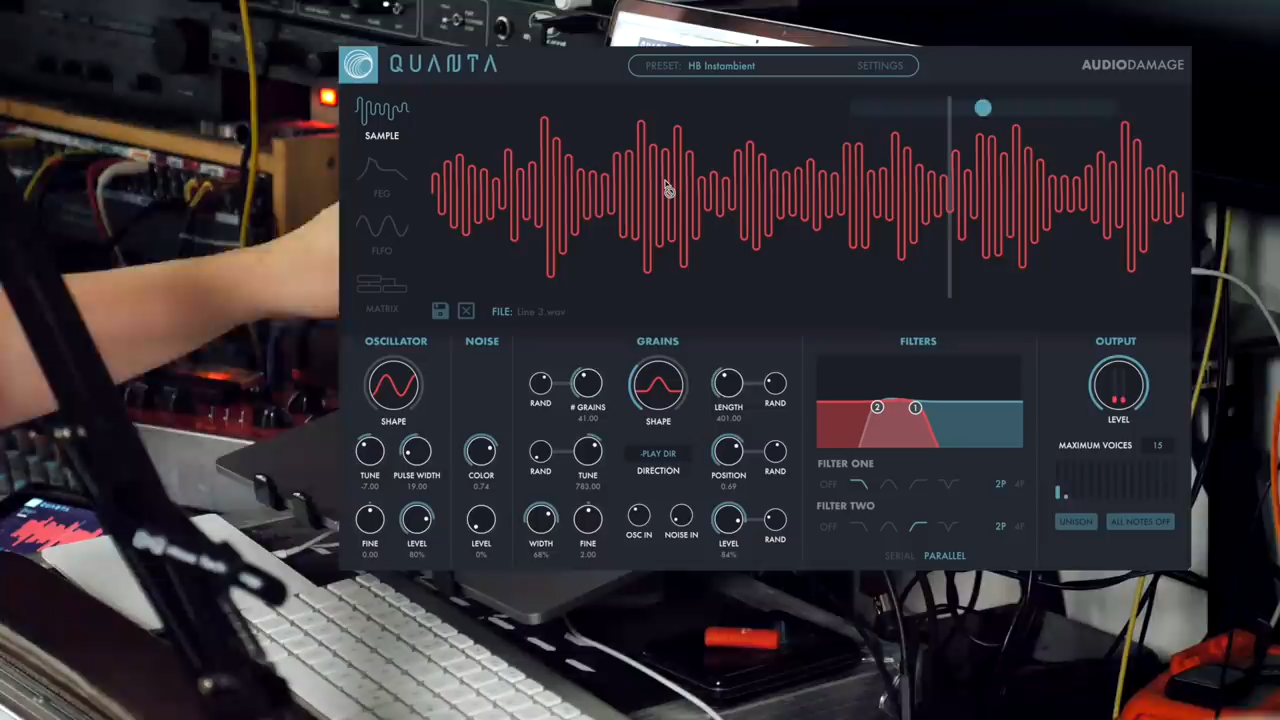 QUANTA
PRESET: HB Instambient SETTINGS
AUDIODAMAGE
SAMPLE
FEG
FLFO
MATRIX
FILE: Line 3.wav
OSCILLATOR
SHAPE
TUNE
-7.00
PULSE WIDTH
19.00
FINE
0.00
LEVEL
80%
NOISE
COLOR
0.74
LEVEL
0%
GRAINS
RAND
# GRAINS
41.00
SHAPE
LENGTH
401.00
RAND
RAND
TUNE
783.00
-PLAY DIR
DIRECTION
POSITION
0.69
RAND
WIDTH
68%
FINE
2.00
OSC IN
NOISE IN
LEVEL
84%
RAND
FILTERS
2
1
FILTER ONE
OFF 2P 4P
FILTER TWO
OFF 2P 4P
SERIAL PARALLEL
OUTPUT
LEVEL
MAXIMUM VOICES 15
UNISON
ALL NOTES OFF
QUANTA